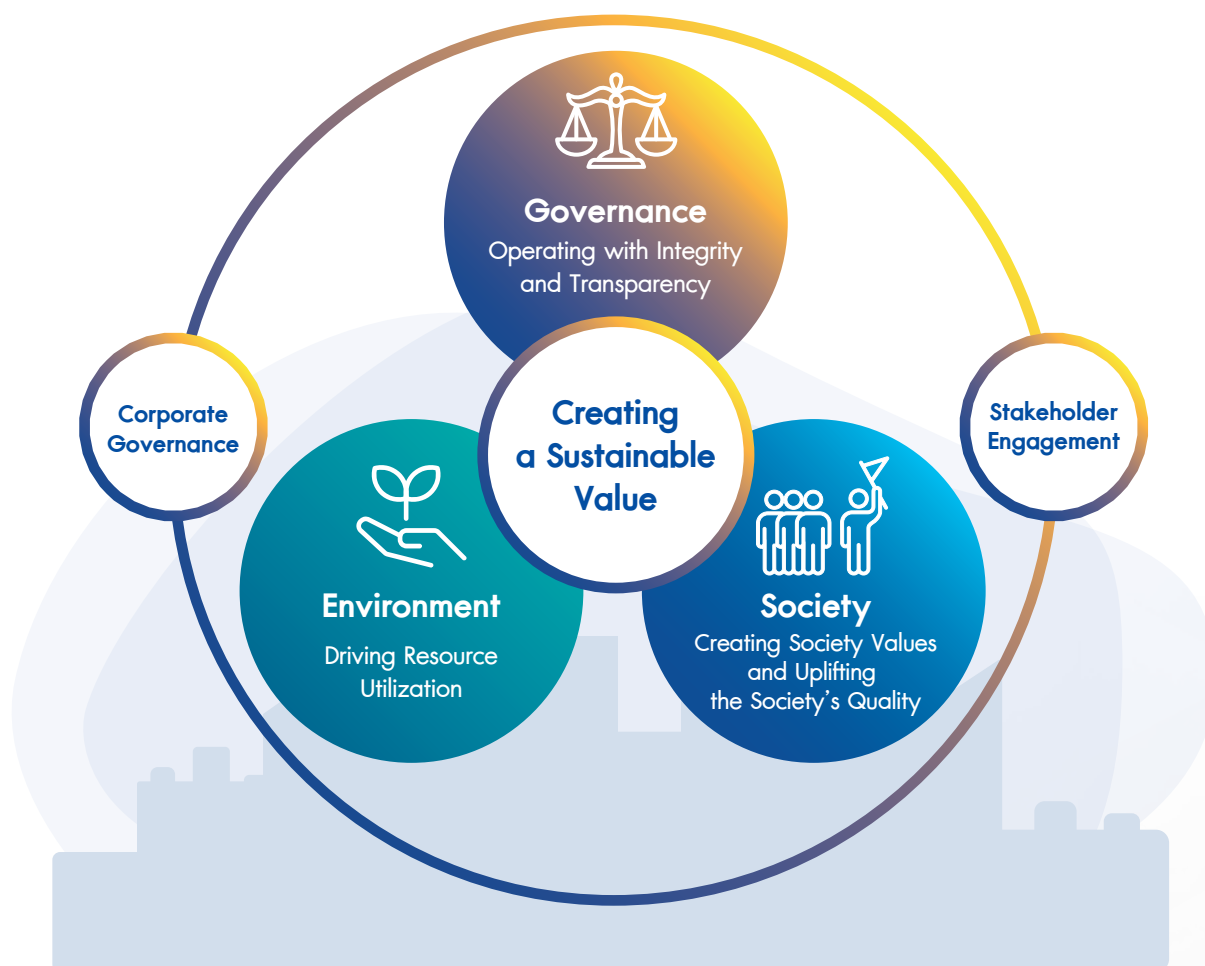 Governance
Operating with Integrity
and Transparency
Corporate
Governance
Creating
a Sustainable
Value
Stakeholder
Engagement
Environment
Driving Resource
Utilization
Society
Creating Society Values
and Uplifting
the Society's Quality